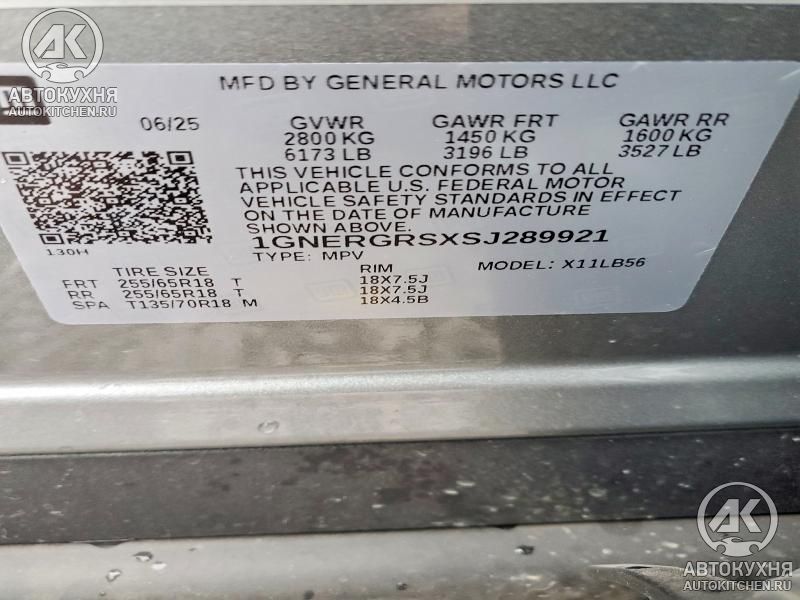 АК
АВТОКУХНЯ
AUTOKITCHEN.RU
MFD BY GENERAL MOTORS LLC
06/25
GVWR
2800 KG
6173 LB
GAWR FRT
1450 KG
3196 LB
GAWR RR
1600 KG
3527 LB
THIS VEHICLE CONFORMS TO ALL
APPLICABLE U.S. FEDERAL MOTOR
VEHICLE SAFETY STANDARDS IN EFFECT
ON THE DATE OF MANUFACTURE
SHOWN ABOVE.
1GNERGRSXSJ289921
130H
TYPE: MPV
MODEL: X11LB56
TIRE SIZE RIM
FRT 255/65R18 T 18X7.5J
RR 255/65R18 T 18X7.5J
SPA T135/70R18 M 18X4.5B
АК
АВТОКУХНЯ
AUTOKITCHEN.RU